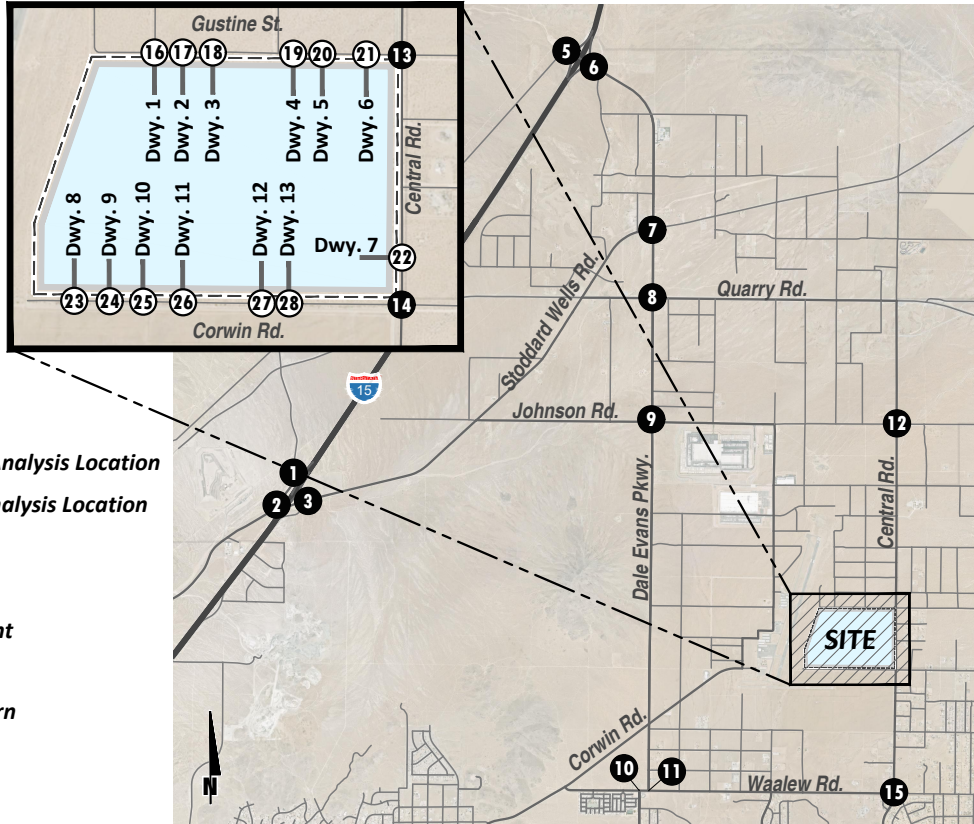 Gustine St.
16 17 18 19 20 21 13
Dwy. 1
Dwy. 2
Dwy. 3
Dwy. 4
Dwy. 5
Dwy. 6
Central Rd.
Dwy. 8
Dwy. 9
Dwy. 10
Dwy. 11
Dwy. 12
Dwy. 13
Dwy. 7
22
23 24 25 26 27 28 14
Corwin Rd.
5
6
7
Stoddard Wells Rd.
8
Quarry Rd.
15
Johnson Rd.
9
12
nalysis Location
1
alysis Location
2
3
Dale Evans Pkwy.
Central Rd.
nt
SITE
rn
Corwin Rd.
N
10
11
Waalew Rd.
15